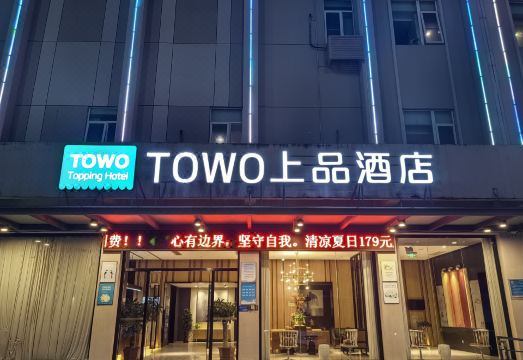 TOWO
Topping Hotel
TOWO上品酒店
费！！ 心有边界，坚守自我。清凉夏日179元